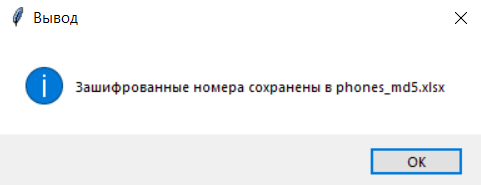 Вывод
Зашифрованные номера сохранены в phones_md5.xlsx
OK